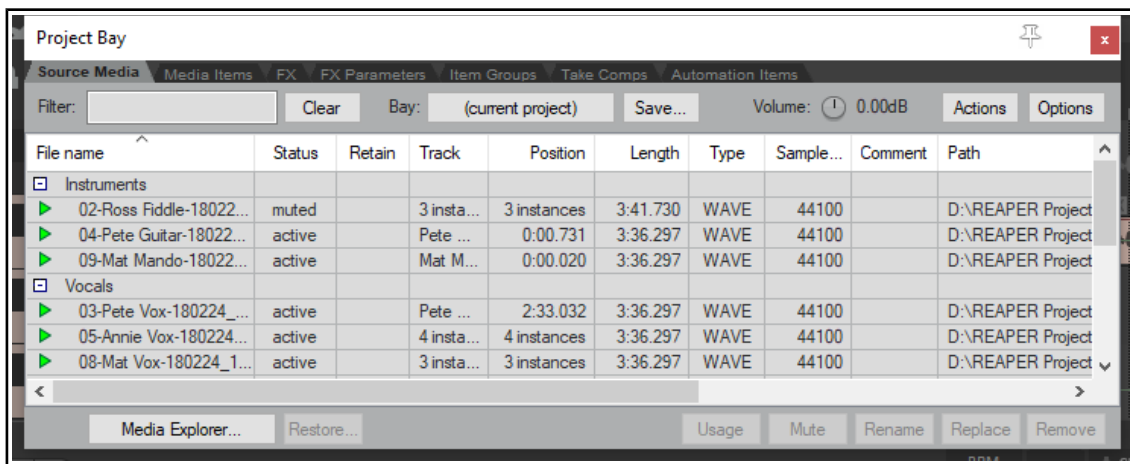 Project Bay
x
Source Media Media Items FX FX Parameters Item Groups Take Comps Automation Items
Filter: Clear Bay: (current project) Save... Volume: 0.00dB Actions Options
File name Status Retain Track Position Length Type Sample... Comment Path
Instruments
02-Ross Fiddle-18022... muted 3 insta... 3 instances 3:41.730 WAVE 44100 D:\REAPER Project
04-Pete Guitar-18022... active Pete ... 0:00.731 3:36.297 WAVE 44100 D:\REAPER Project
09-Mat Mando-18022... active Mat M... 0:00.020 3:36.297 WAVE 44100 D:\REAPER Project
Vocals
03-Pete Vox-180224_... active Pete ... 2:33.032 3:36.297 WAVE 44100 D:\REAPER Project
05-Annie Vox-180224... active 4 insta... 4 instances 3:36.297 WAVE 44100 D:\REAPER Project
08-Mat Vox-180224_1... active 3 insta... 3 instances 3:36.297 WAVE 44100 D:\REAPER Project
Media Explorer... Restore... Usage Mute Rename Replace Remove